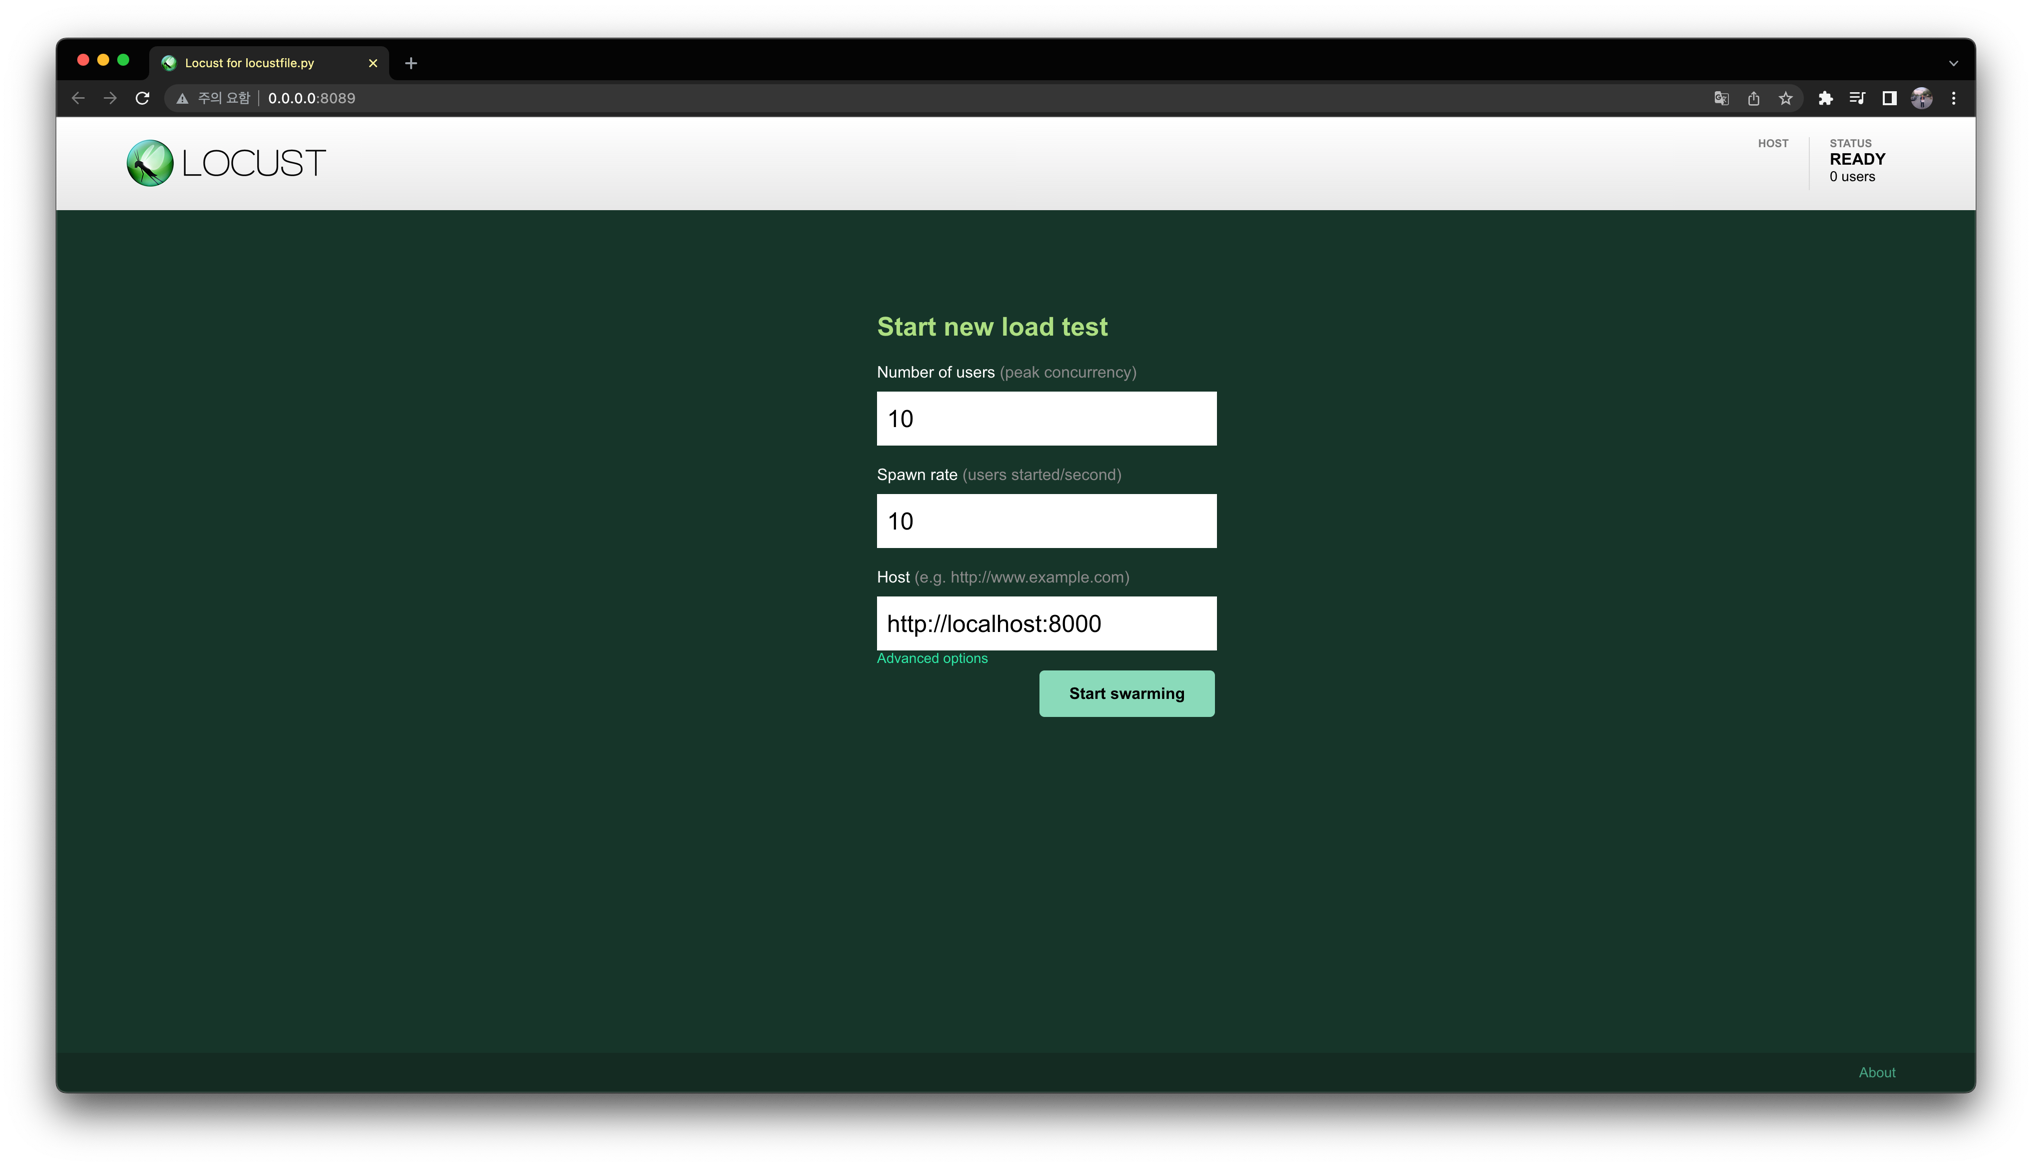 Locust for locustfile.py
주의 요함 0.0.0.0:8089
LOCUST
HOST
STATUS
READY
0 users
Start new load test
Number of users (peak concurrency)
10
Spawn rate (users started/second)
10
Host (e.g. http://www.example.com)
http://localhost:8000
Advanced options
Start swarming
About